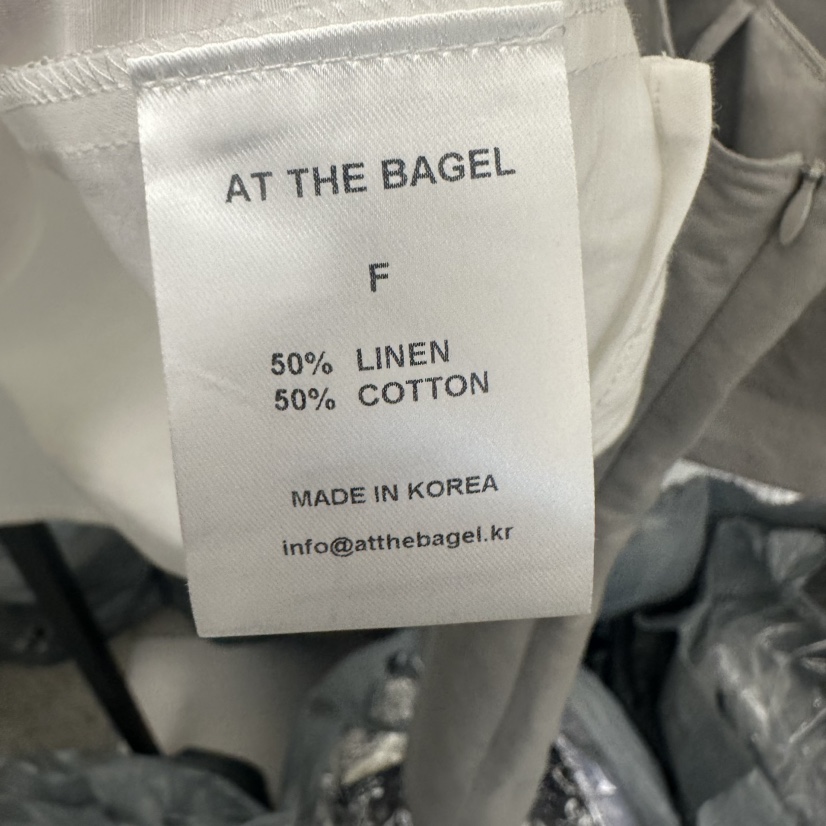 AT THE BAGEL
F
50% LINEN
50% COTTON
MADE IN KOREA
info@atthebagel.kr